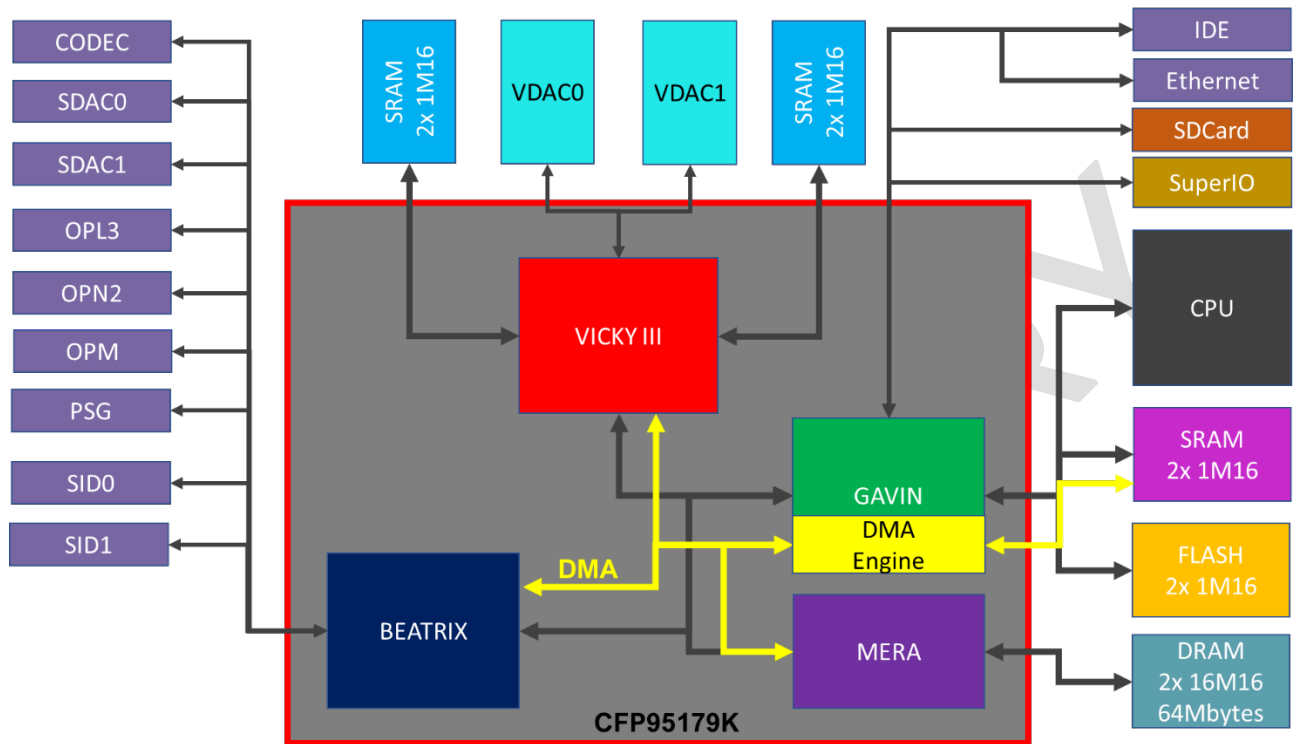 CODEC
SDAC0
SDAC1
OPL3
OPN2
OPM
PSG
SID0
SID1
SRAM
2x 1M16
VDAC0
VDAC1
SRAM
2x 1M16
IDE
Ethernet
SDCard
SuperIO
CPU
SRAM
2x 1M16
FLASH
2x 1M16
DRAM
2x 16M16
64Mbytes
VICKY III
GAVIN
DMA
Engine
DMA
BEATRIX
MERA
CFP95179K